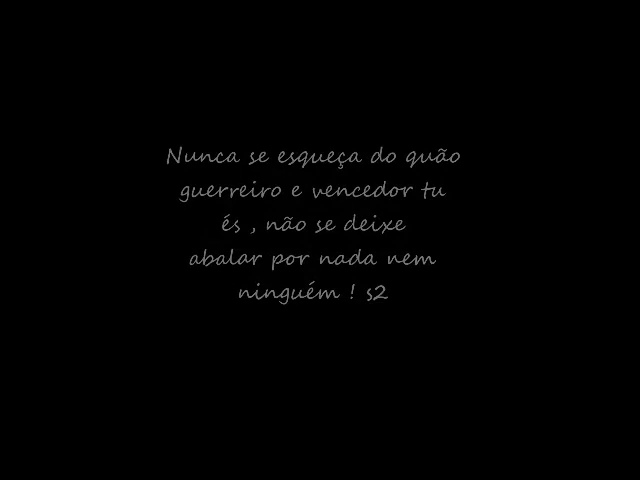 Nunca se esqueça do quão
guerreiro e vencedor tu
és , não se deixe
abalar por nada nem
ninguém ! s2